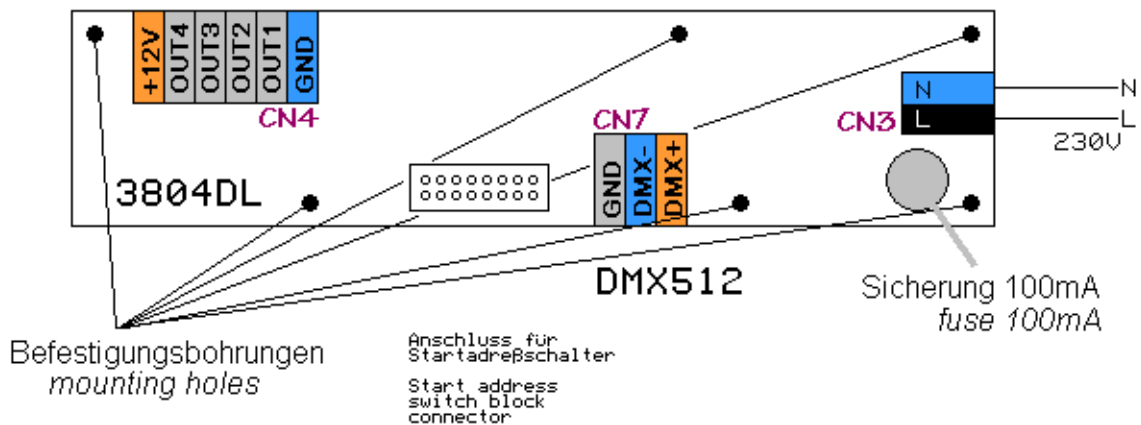 +12V
OUT4
OUT3
OUT2
OUT1
GND
CN4
3804DL
CN7
GND
DMX-
DMX+
DMX512
CN3
N
L
N
L
230V
Sicherung 100mA
fuse 100mA
Befestigungsbohrungen
mounting holes
Anschluss für
Startadreßschalter
Start address
switch block
connector